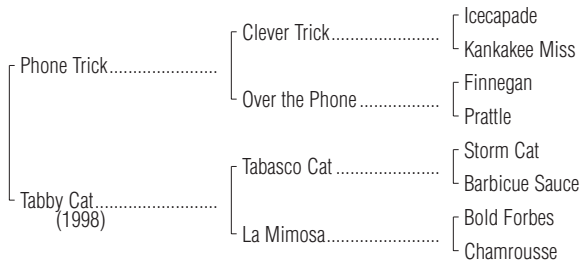 Icecapade
Clever Trick
Kankakee Miss
Phone Trick
Finnegan
Over the Phone
Prattle
Storm Cat
Tabasco Cat
Barbicue Sauce
Tabby Cat
(1998)
Bold Forbes
La Mimosa
Chamrousse